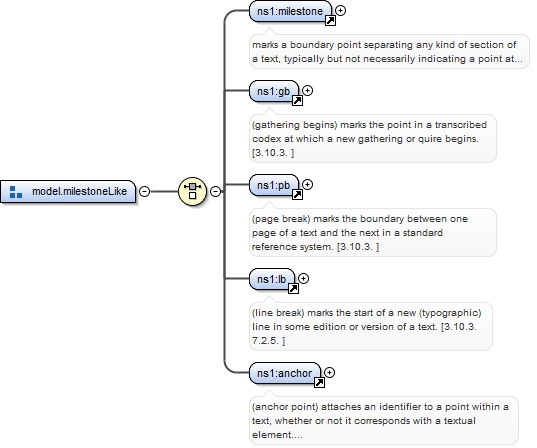 ns1:milestone
marks a boundary point separating any kind of section of
a text, typically but not necessarily indicating a point at...
ns1:gb
(gathering begins) marks the point in a transcribed
codex at which a new gathering or quire begins.
[3.10.3. ]
model.milestoneLike
ns1:pb
(page break) marks the boundary between one
page of a text and the next in a standard
reference system. [3.10.3. ]
ns1:lb
(line break) marks the start of a new (typographic)
line in some edition or version of a text. [3.10.3.
7.2.5. ]
ns1:anchor
(anchor point) attaches an identifier to a point within a
text, whether or not it corresponds with a textual
element....